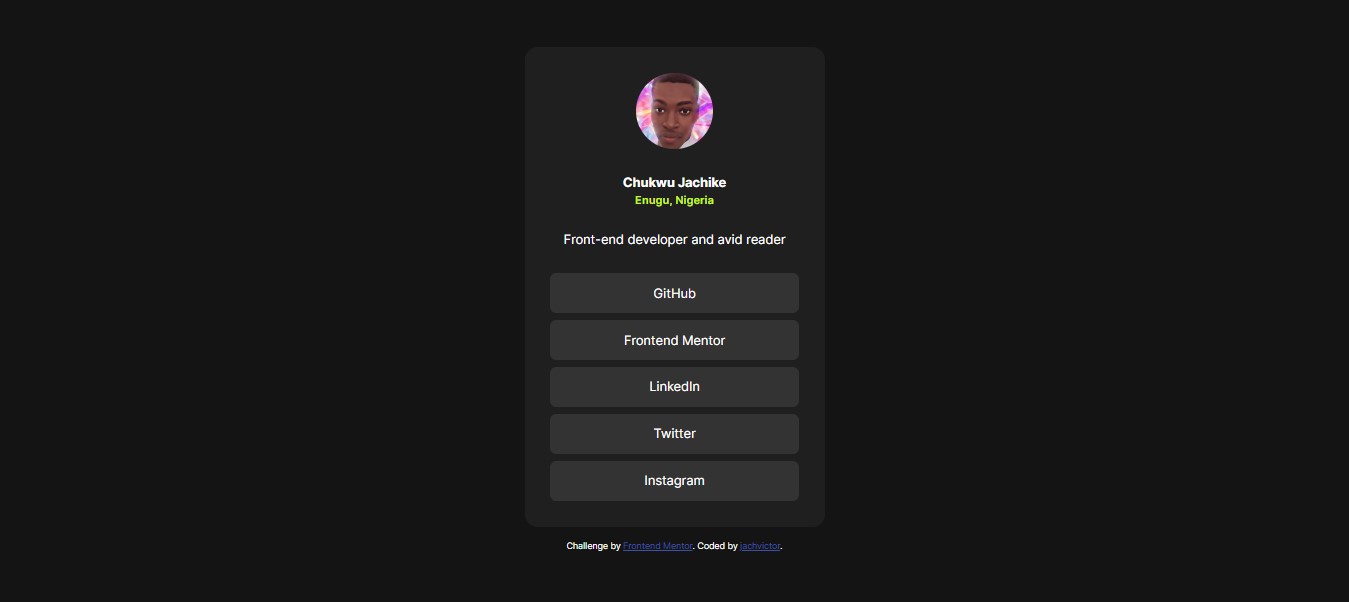 Chukwu Jachike
Enugu, Nigeria
Front-end developer and avid reader
GitHub
Frontend Mentor
LinkedIn
Twitter
Instagram
Challenge by Frontend Mentor. Coded by jachvictor.